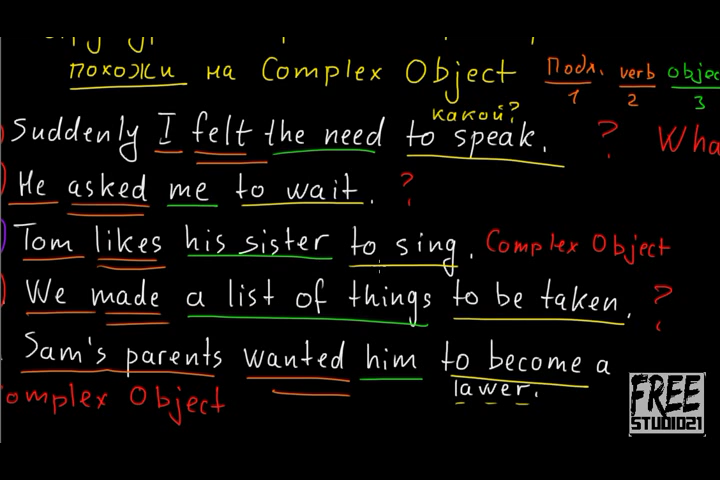 похожи на Complex Object Подл. verb objec
1 2 3
какой?
Suddenly I felt the need to speak. ? Wha
He asked me to wait. ?
Tom likes his sister to sing. Complex Object
We made a list of things to be taken. ?
Sam's parents wanted him to become a
lawer.
omplex Object
FREE
STUDIO21